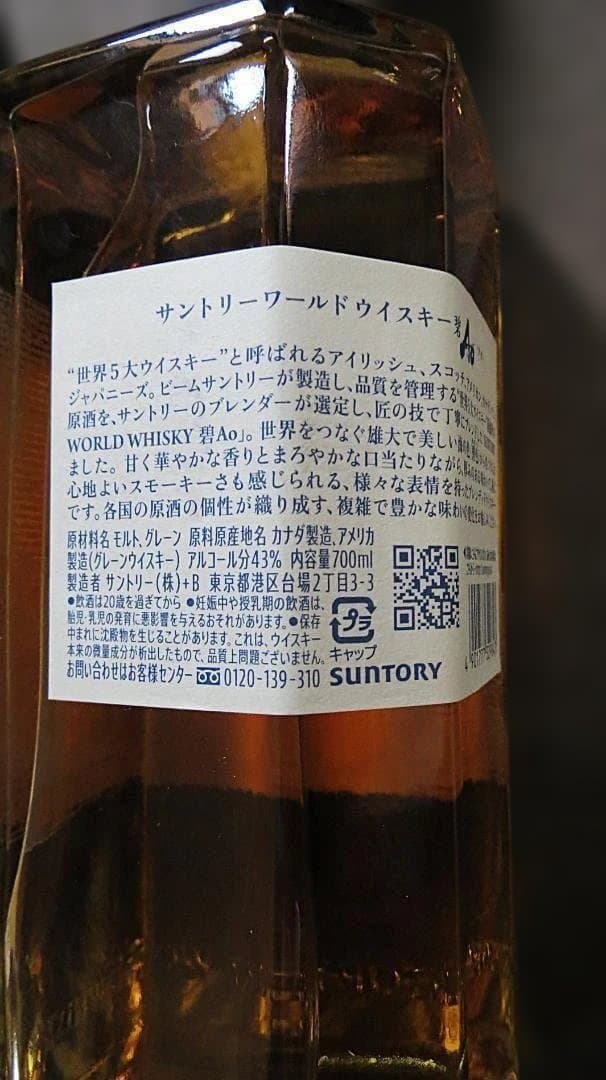 サントリーワールドウイスキー 碧 Ao
“世界5大ウイスキー”と呼ばれるアイリッシュ、スコッチ、
ジャパニーズ。ビームサントリーが製造し、品質を管理する
原酒を、サントリーのブレンダーが選定し、匠の技で丁寧に
WORLD WHISKY 碧Ao」。世界をつなぐ雄大で美しい
ました。甘く華やかな香りとまろやかな口当たりながら、
心地よいスモーキーさも感じられる、様々な表情を持った
です。各国の原酒の個性が織り成す、複雑で豊かな味わい
原材料名 モルト、グレーン 原料原産地名 カナダ製造、アメリカ
製造(グレーンウイスキー) アルコール分43% 内容量700ml
製造者 サントリー(株)+B 東京都港区台場2丁目3-3
●飲酒は20歳を過ぎてから ●妊娠中や授乳期の飲酒は、
胎児・乳児の発育に悪影響を与えるおそれがあります。●保存
中まれに沈殿物を生じることがあります。これは、ウイスキー
本来の微量成分が析出したもので、品質上問題ございません。
プラ
キャップ
お問い合わせはお客様センター 0120-139-310 SUNTORY